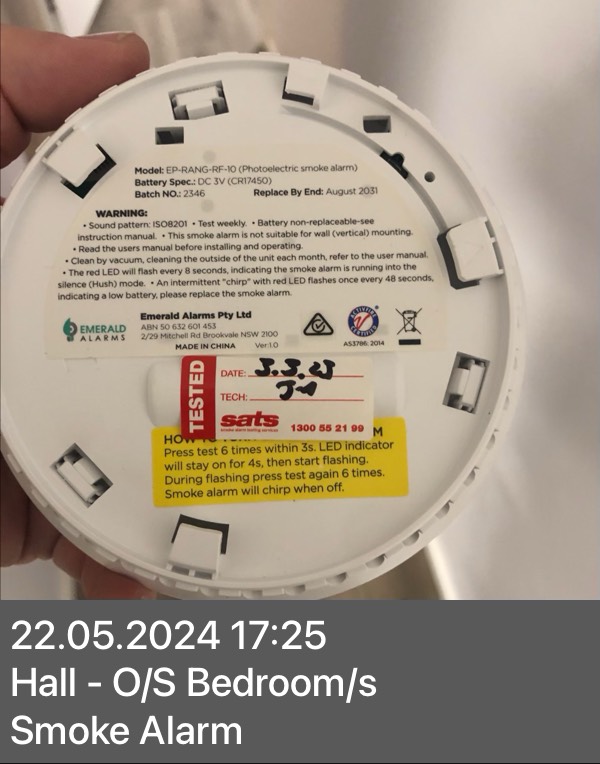 Model: EP-RANG-RF-10 (Photoelectric smoke alarm)
Battery Spec.: DC 3V (CR17450)
Batch NO.: 2346 Replace By End: August 2031
WARNING:
• Sound pattern: ISO8201 • Test weekly. • Battery non-replaceable-see
instruction manual. • This smoke alarm is not suitable for wall (vertical) mounting.
• Read the users manual before installing and operating.
• Clean by vacuum, cleaning the outside of the unit each month, refer to the user manual.
• The red LED will flash every 8 seconds, indicating the smoke alarm is running into the
silence (Hush) mode. • An intermittent "chirp" with red LED flashes once every 48 seconds,
indicating a low battery, please replace the smoke alarm.
EMERALD
ALARMS
Emerald Alarms Pty Ltd
ABN 50 632 601 453
2/29 Mitchell Rd Brookvale NSW 2100
MADE IN CHINA Ver:1.0
AS3786: 2014
TESTED
DATE: 3.3.23
TECH:
sats
smoke alarm testing services
1300 55 21 99
HOW
Press test 6 times within 3s. LED indicator
will stay on for 4s, then start flashing.
During flashing press test again 6 times.
Smoke alarm will chirp when off.
22.05.2024 17:25
Hall - O/S Bedroom/s
Smoke Alarm